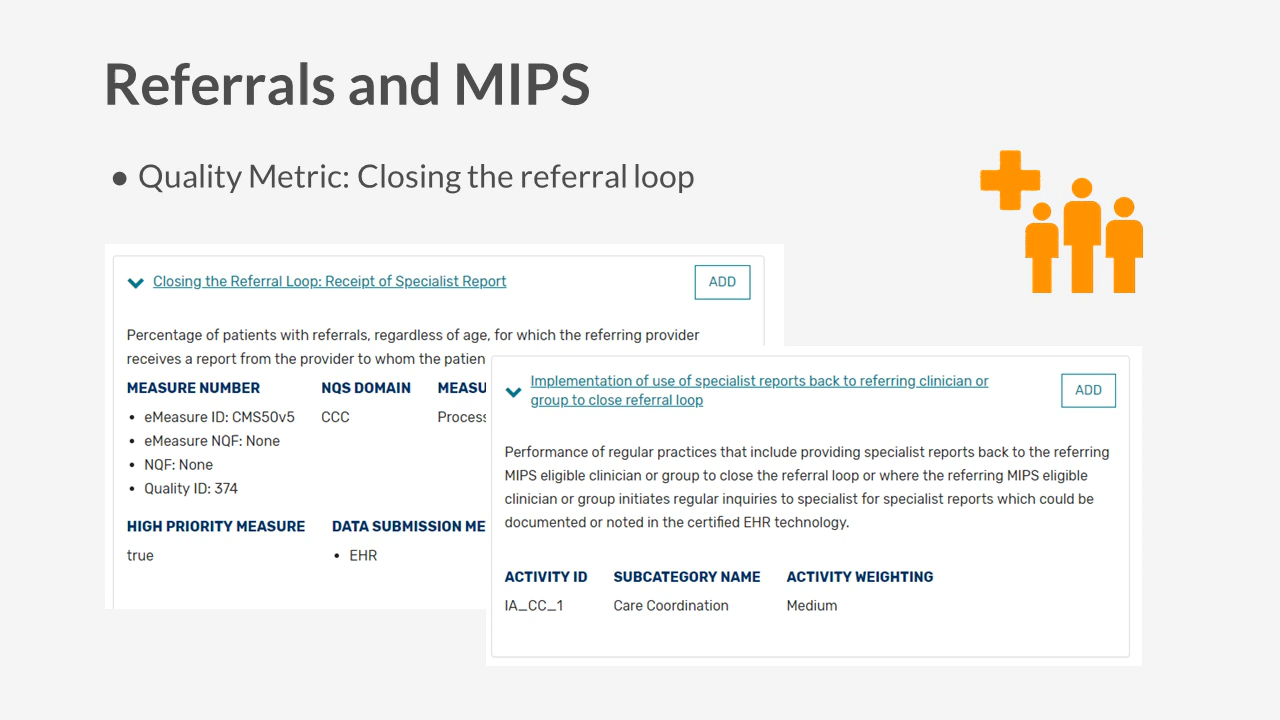 Referrals and MIPS
● Quality Metric: Closing the referral loop
Closing the Referral Loop: Receipt of Specialist Report
ADD
Percentage of patients with referrals, regardless of age, for which the referring provider
receives a report from the provider to whom the patien
MEASURE NUMBER NQS DOMAIN MEASU
• eMeasure ID: CMS50v5 CCC Process
• eMeasure NQF: None
• NQF: None
• Quality ID: 374
HIGH PRIORITY MEASURE DATA SUBMISSION ME
true • EHR
Implementation of use of specialist reports back to referring clinician or
group to close referral loop
ADD
Performance of regular practices that include providing specialist reports back to the referring
MIPS eligible clinician or group to close the referral loop or where the referring MIPS eligible
clinician or group initiates regular inquiries to specialist for specialist reports which could be
documented or noted in the certified EHR technology.
ACTIVITY ID SUBCATEGORY NAME ACTIVITY WEIGHTING
IA_CC_1 Care Coordination Medium